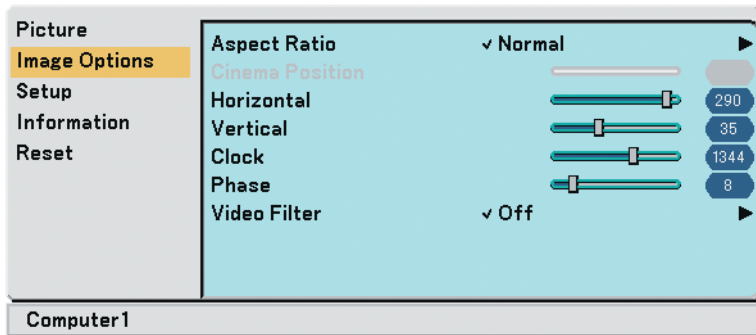 Picture
Image Options
Setup
Information
Reset
Aspect Ratio ✓ Normal ▶
Cinema Position
Horizontal 290
Vertical 35
Clock 1344
Phase 8
Video Filter ✓ Off ▶
Computer1